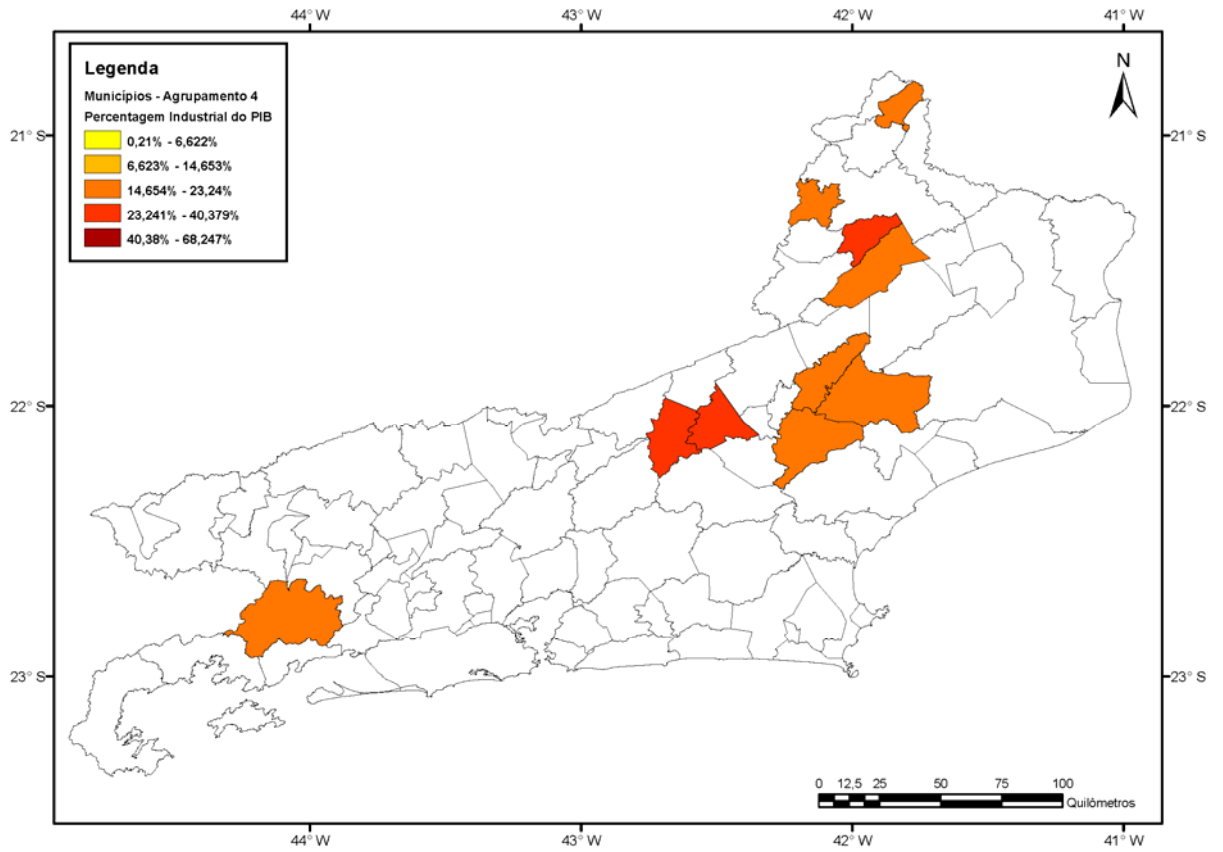 44° W 43° W 42° W 41° W
Legenda
Municípios - Agrupamento 4
Percentagem Industrial do PIB
0,21% - 6,622%
6,623% - 14,653%
14,654% - 23,24%
23,241% - 40,379%
40,38% - 68,247%
N
21° S 21° S
22° S 22° S
23° S 23° S
0 12,5 25 50 75 100
Quilômetros
44° W 43° W 42° W 41° W